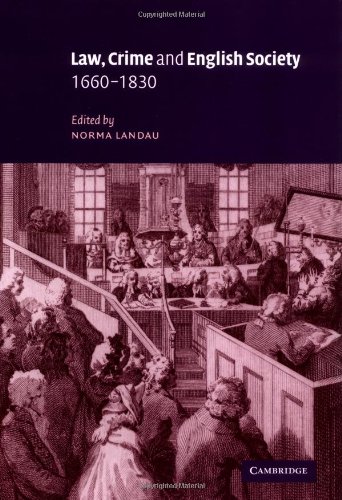 Law, Crime and English Society
1660–1830
Edited by
NORMA LANDAU
CAMBRIDGE